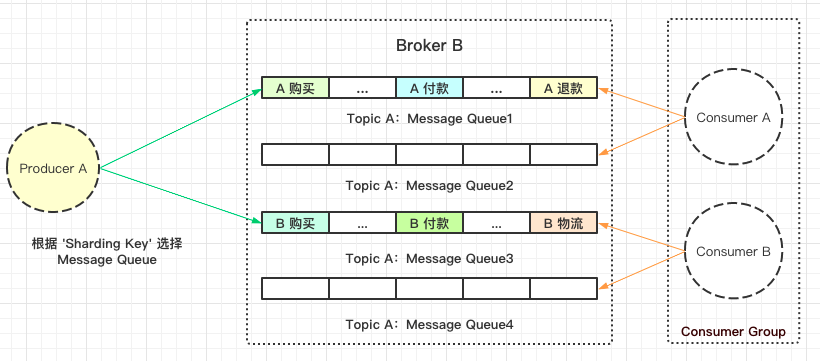 Broker B
A 购买
...
A 付款
...
A 退款
Topic A：Message Queue1
Consumer A
Producer A
Topic A：Message Queue2
B 购买
...
B 付款
...
B 物流
根据 'Sharding Key' 选择
Message Queue
Topic A：Message Queue3
Consumer B
Topic A：Message Queue4
Consumer Group